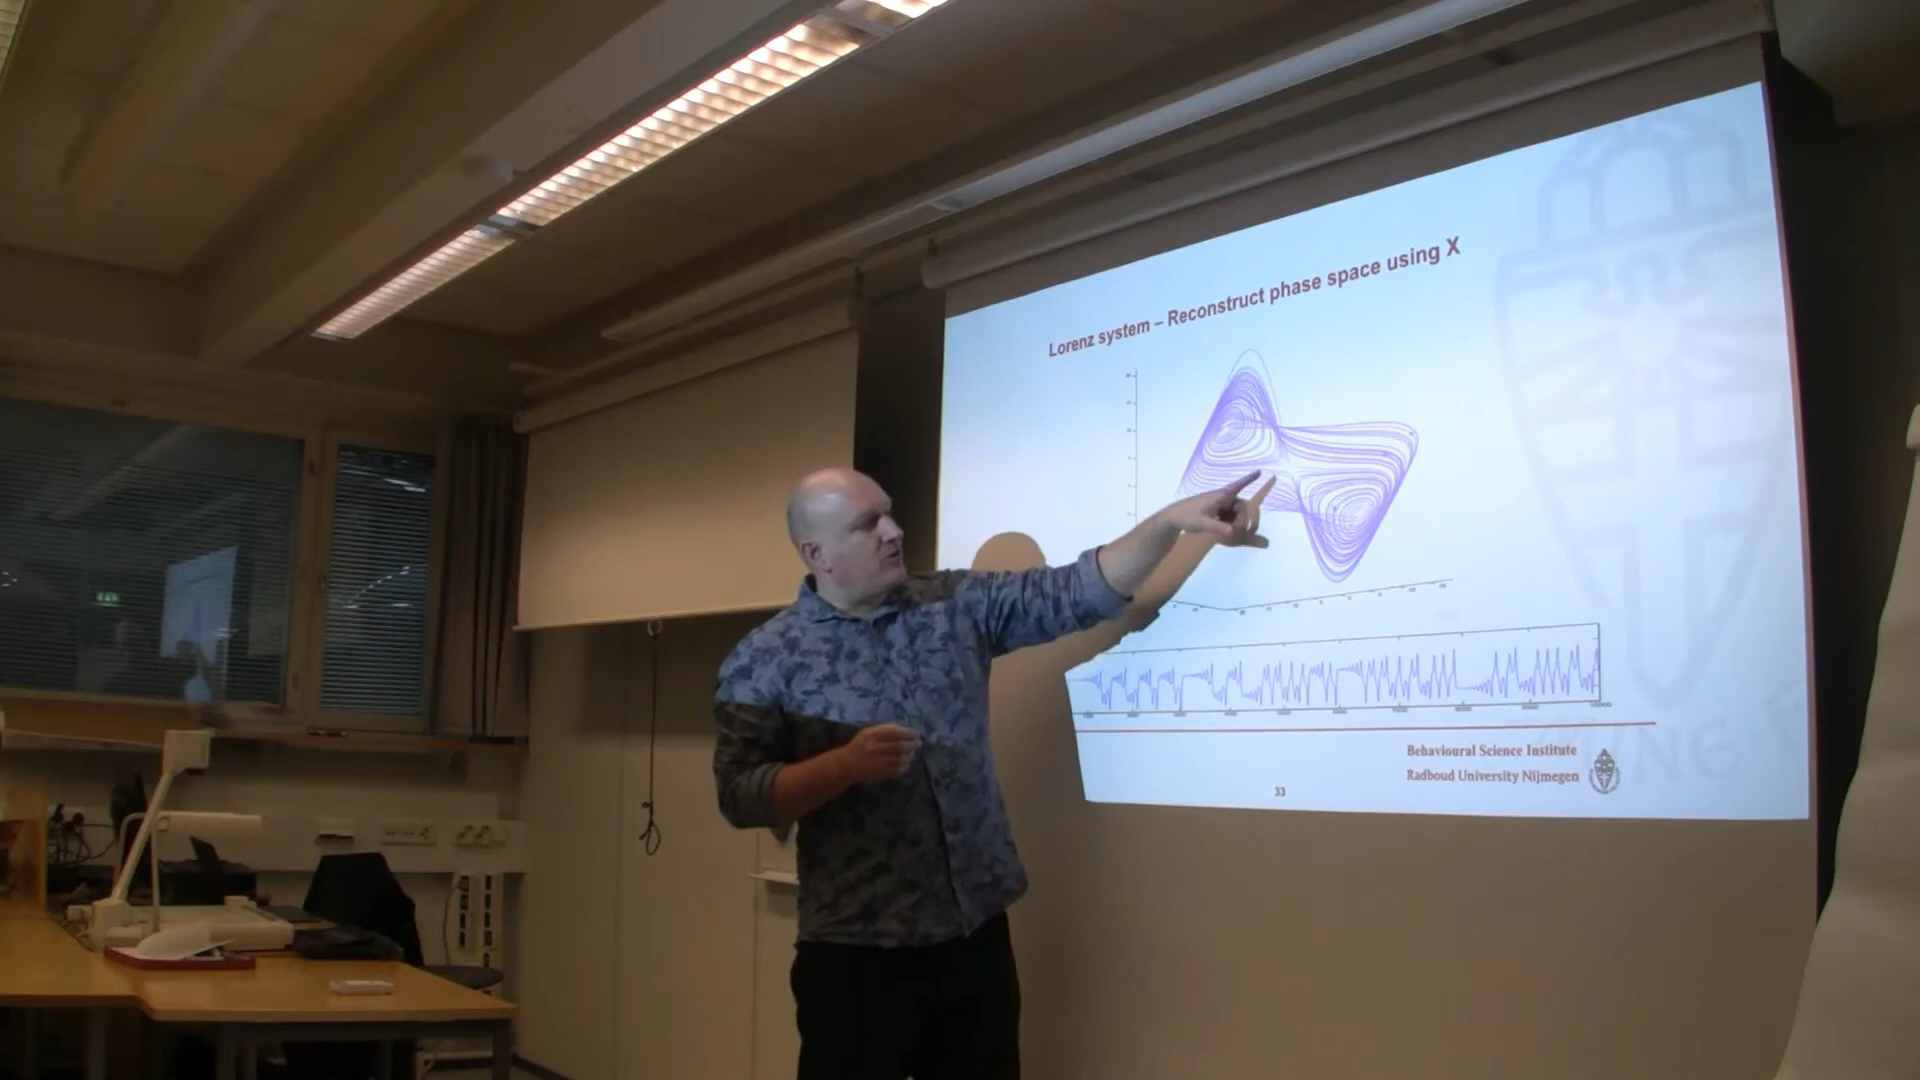 Lorenz system – Reconstruct phase space using X
Behavioural Science Institute
Radboud University Nijmegen
33